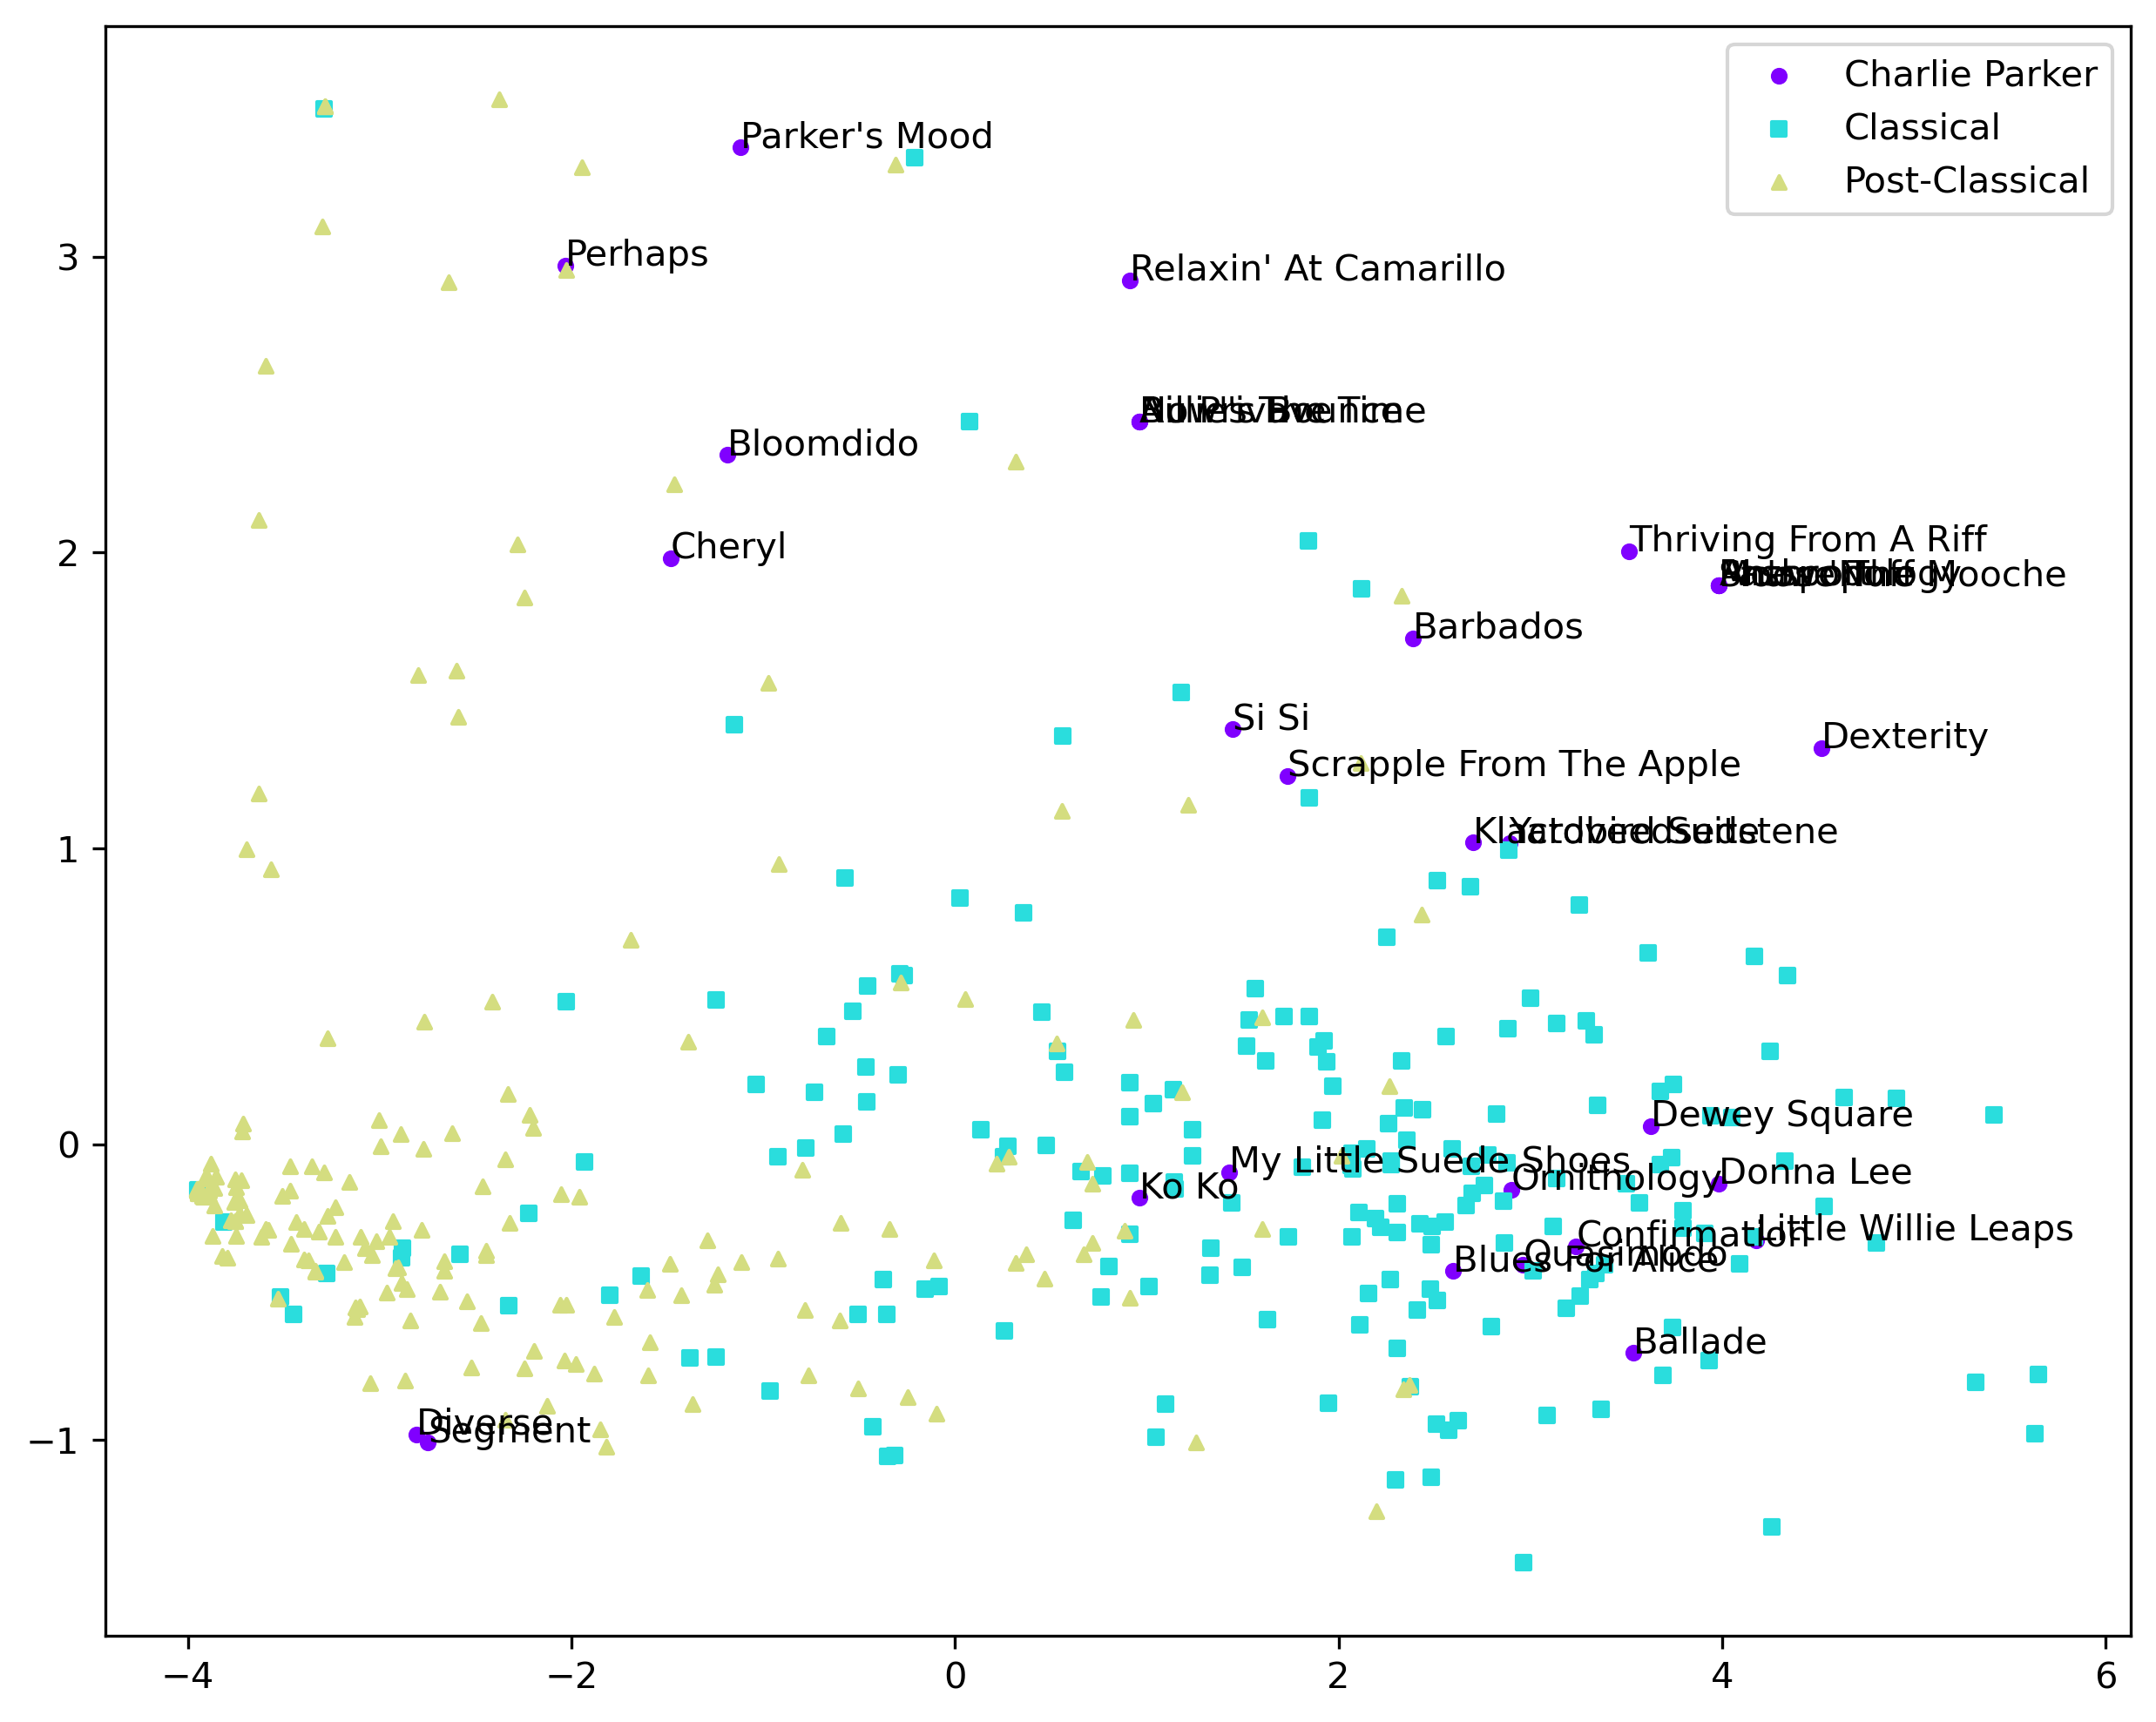 Charlie Parker
Classical
Post-Classical
Parker's Mood
Perhaps
Relaxin' At Camarillo
Bloomdido
Cheryl
Thriving From A Riff
Barbados
Si Si
Dexterity
Scrapple From The Apple
Dewey Square
My Little Suede Shoes
Ko Ko
Ornithology
Donna Lee
Confirmation
Little Willie Leaps
Quasimodo
Blues For Alice
Ballade
Diverse
Segment
3
2
1
0
−1
−4
−2
0
2
4
6